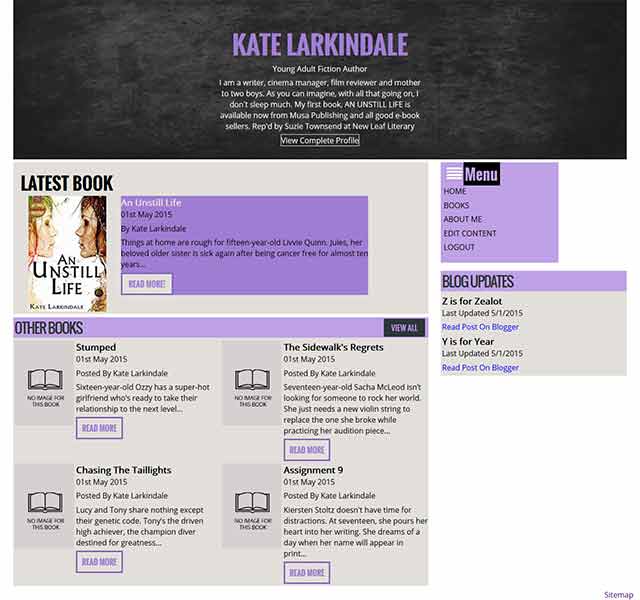 KATE LARKINDALE
Young Adult Fiction Author
I am a writer, cinema manager, film reviewer and mother
to two boys. As you can imagine, with all that going on, I
don't sleep much. My first book, AN UNSTILL LIFE is
available now from Musa Publishing and all good e-book
sellers. Rep'd by Suzie Townsend at New Leaf Literary
View Complete Profile
LATEST BOOK
AN
UNSTILL
LIFE
KATE LARKINDALE
An Unstill Life
01st May 2015
By Kate Larkindale
Things at home are rough for fifteen-year-old Livvie Quinn. Jules, her
beloved older sister is sick again after being cancer free for almost ten
years...
READ MORE!
Menu
HOME
BOOKS
ABOUT ME
EDIT CONTENT
LOGOUT
BLOG UPDATES
Z is for Zealot
Last Updated 5/1/2015
Read Post On Blogger
Y is for Year
Last Updated 5/1/2015
Read Post On Blogger
OTHER BOOKS
VIEW ALL
NO IMAGE FOR
THIS BOOK
Stumped
01st May 2015
Posted By Kate Larkindale
Sixteen-year-old Ozzy has a super-hot
girlfriend who's ready to take their
relationship to the next level...
READ MORE
NO IMAGE FOR
THIS BOOK
The Sidewalk's Regrets
01st May 2015
Posted By Kate Larkindale
Seventeen-year-old Sacha McLeod isn't
looking for someone to rock her world.
She just needs a new violin string to
replace the one she broke while
practicing her audition piece...
READ MORE
NO IMAGE FOR
THIS BOOK
Chasing The Taillights
01st May 2015
Posted By Kate Larkindale
Lucy and Tony share nothing except
their genetic code. Tony's the driven
high achiever, the champion diver
destined for greatness...
READ MORE
NO IMAGE FOR
THIS BOOK
Assignment 9
01st May 2015
Posted By Kate Larkindale
Kiersten Stoltz doesn't have time for
distractions. At seventeen, she pours her
heart into her writing. She dreams of a
day when her name will appear in
print...
READ MORE
Sitemap